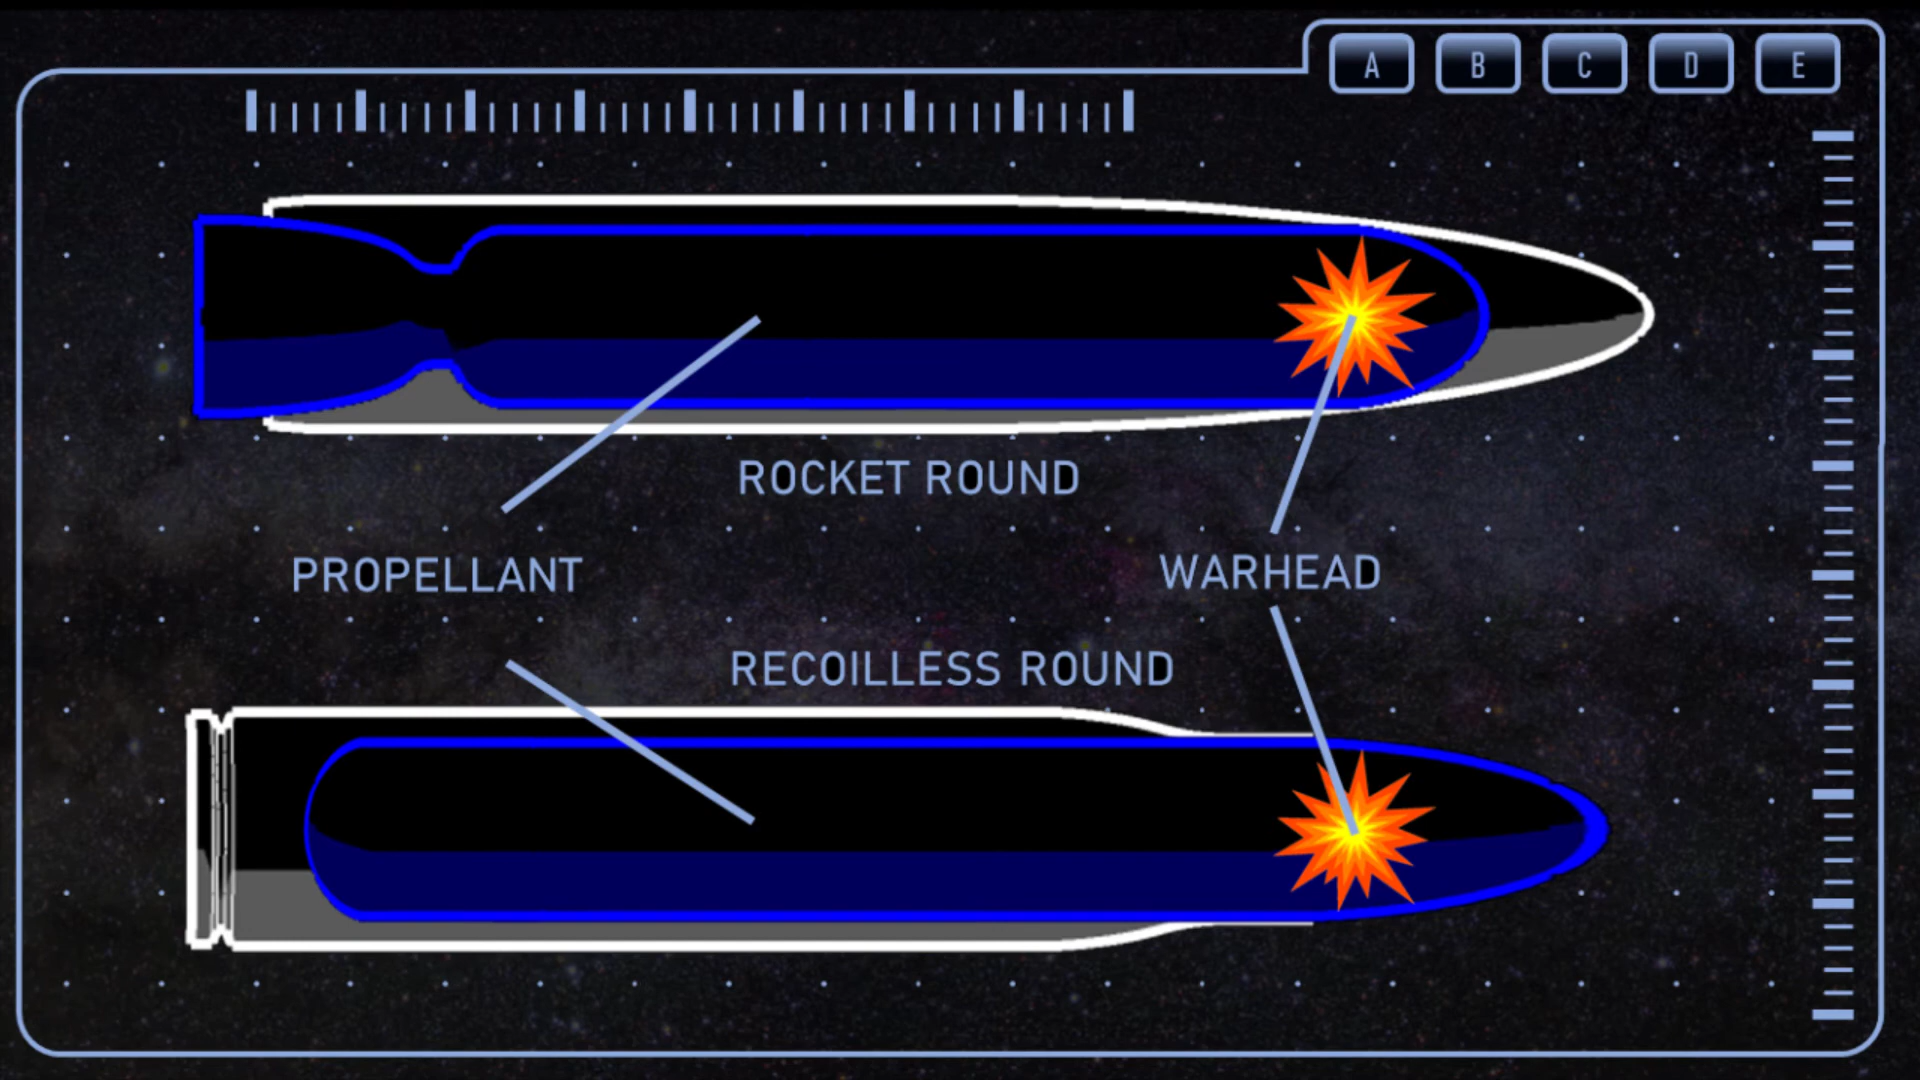 A B C D E
ROCKET ROUND
PROPELLANT
WARHEAD
RECOILLESS ROUND